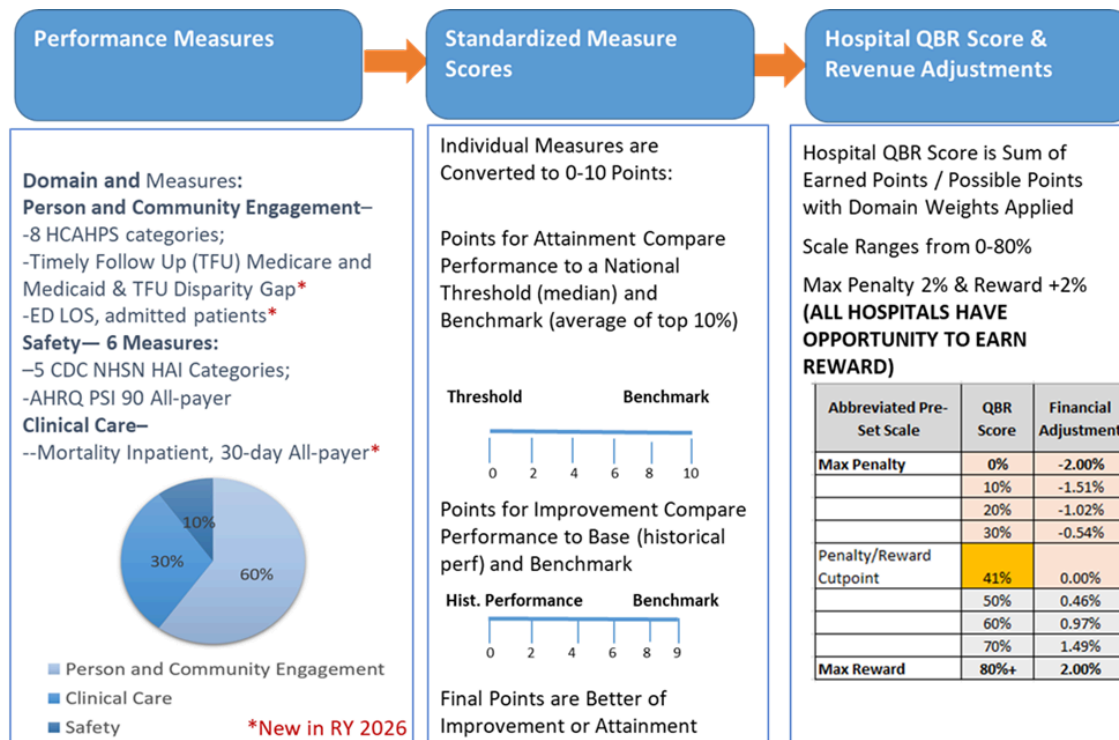 Performance Measures
Domain and Measures:
Person and Community Engagement–
-8 HCAHPS categories;
-Timely Follow Up (TFU) Medicare and
Medicaid & TFU Disparity Gap*
-ED LOS, admitted patients*
Safety— 6 Measures:
–5 CDC NHSN HAI Categories;
-AHRQ PSI 90 All-payer
Clinical Care–
--Mortality Inpatient, 30-day All-payer*
10%
30%
60%
Person and Community Engagement
Clinical Care
Safety
*New in RY 2026
Standardized Measure
Scores
Individual Measures are
Converted to 0-10 Points:
Points for Attainment Compare
Performance to a National
Threshold (median) and
Benchmark (average of top 10%)
Threshold Benchmark
0 2 4 6 8 10
Points for Improvement Compare
Performance to Base (historical
perf) and Benchmark
Hist. Performance Benchmark
0 2 4 6 8 9
Final Points are Better of
Improvement or Attainment
Hospital QBR Score &
Revenue Adjustments
Hospital QBR Score is Sum of
Earned Points / Possible Points
with Domain Weights Applied
Scale Ranges from 0-80%
Max Penalty 2% & Reward +2%
(ALL HOSPITALS HAVE
OPPORTUNITY TO EARN
REWARD)
Abbreviated Pre-
Set Scale
QBR
Score
Financial
Adjustment
Max Penalty 0% -2.00%
10% -1.51%
20% -1.02%
30% -0.54%
Penalty/Reward
Cutpoint 41% 0.00%
50% 0.46%
60% 0.97%
70% 1.49%
Max Reward 80%+ 2.00%